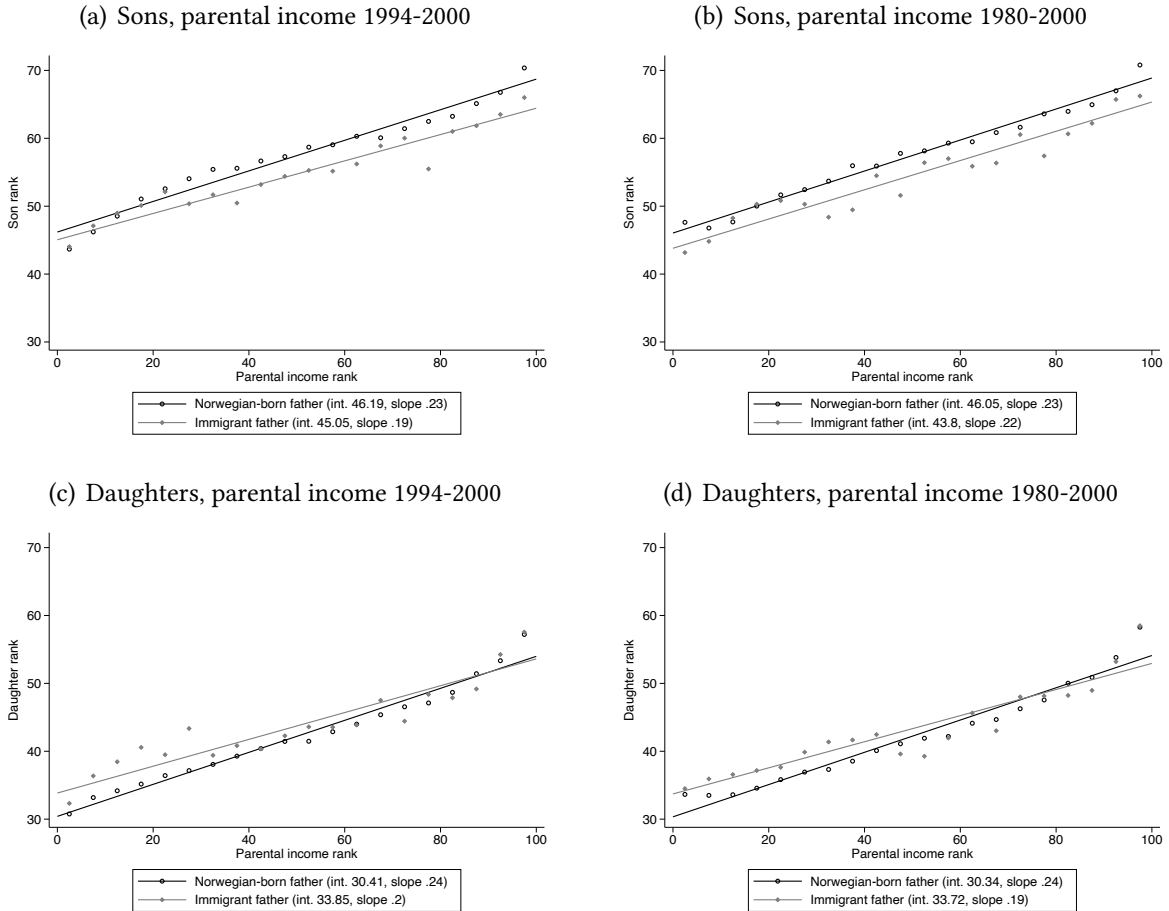 (a) Sons, parental income 1994-2000
70
60
50
40
30
Son rank
0 20 40 60 80 100
Parental income rank
Norwegian-born father (int. 46.19, slope .23)
Immigrant father (int. 45.05, slope .19)
(b) Sons, parental income 1980-2000
70
60
50
40
30
Son rank
0 20 40 60 80 100
Parental income rank
Norwegian-born father (int. 46.05, slope .23)
Immigrant father (int. 43.8, slope .22)
(c) Daughters, parental income 1994-2000
70
60
50
40
30
Daughter rank
0 20 40 60 80 100
Parental income rank
Norwegian-born father (int. 30.41, slope .24)
Immigrant father (int. 33.85, slope .2)
(d) Daughters, parental income 1980-2000
70
60
50
40
30
Daughter rank
0 20 40 60 80 100
Parental income rank
Norwegian-born father (int. 30.34, slope .24)
Immigrant father (int. 33.72, slope .19)